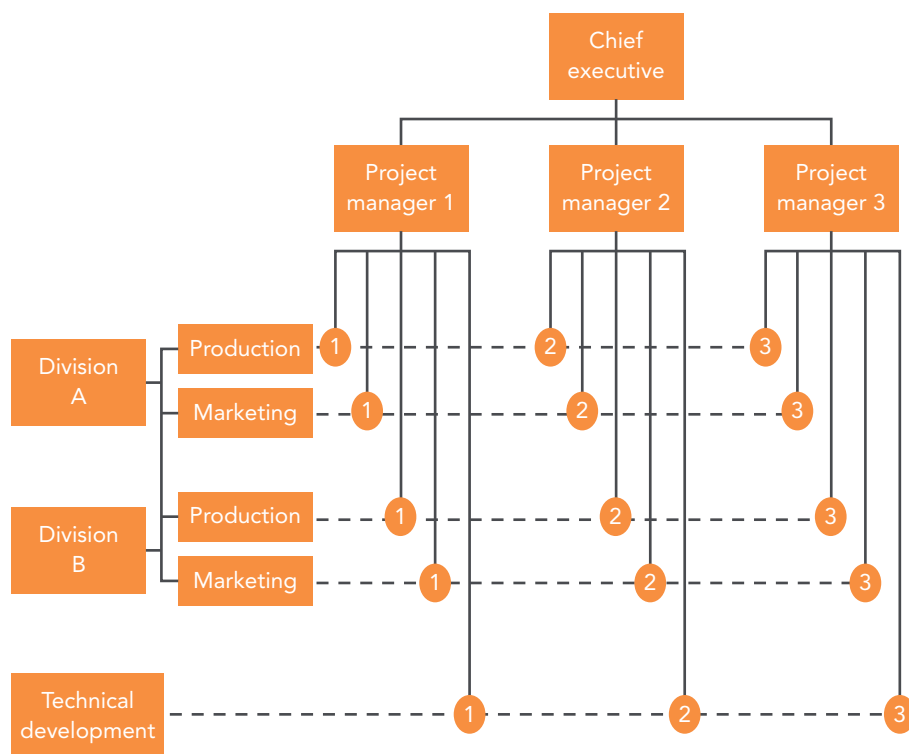 Chief
executive
Project
manager 1
Project
manager 2
Project
manager 3
Division
A
Production
1
2
3
Marketing
1
2
3
Division
B
Production
1
2
3
Marketing
1
2
3
Technical
development
1
2
3